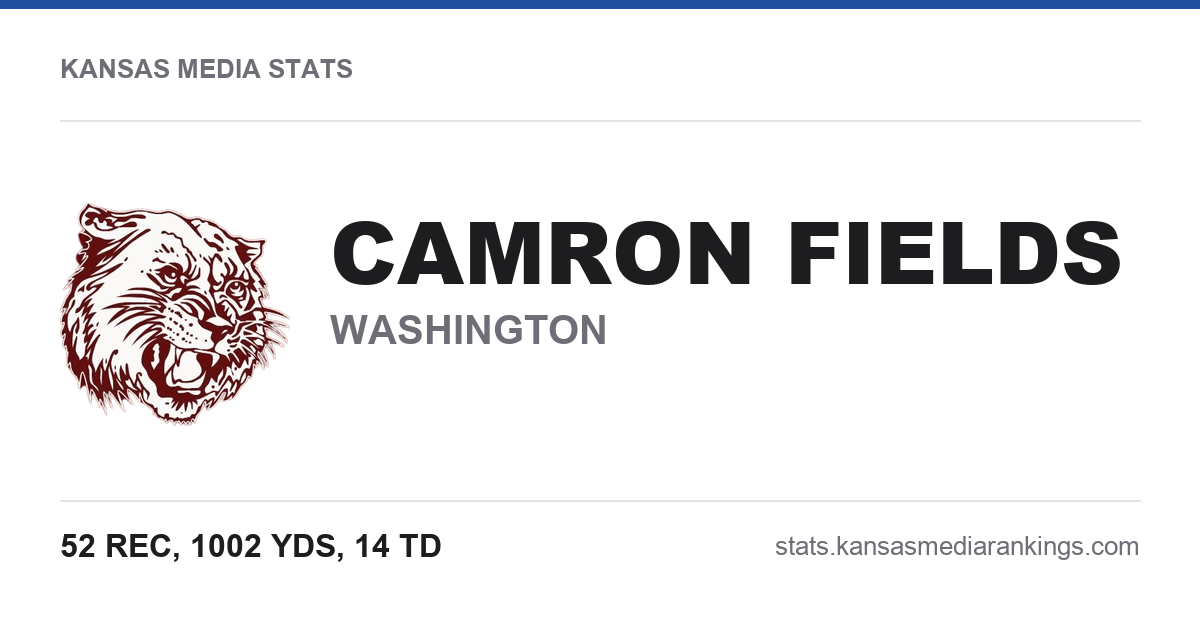 KANSAS MEDIA STATS
CAMRON FIELDS
WASHINGTON
52 REC, 1002 YDS, 14 TD
stats.kansasmediarankings.com